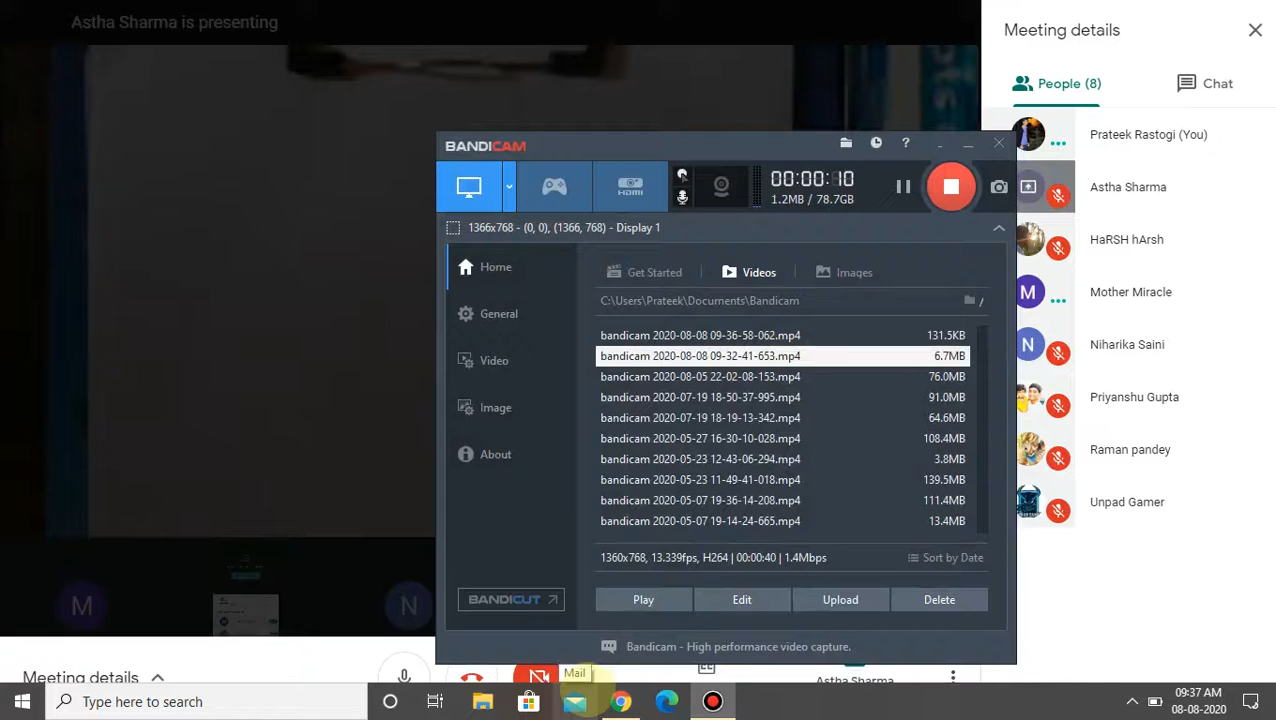 Astha Sharma is presenting
Meeting details
People (8)
Chat
Prateek Rastogi (You)
Astha Sharma
HaRSH hArsh
M
Mother Miracle
N
Niharika Saini
Priyanshu Gupta
Raman pandey
Unpad Gamer
BANDICAM
?
HDMI
00:00:10
1.2MB / 78.7GB
1366x768 - (0, 0), (1366, 768) - Display 1
Home
General
Video
Image
About
BANDICUT
Get Started
Videos
Images
C:\Users\Prateek\Documents\Bandicam
/
bandicam 2020-08-08 09-36-58-062.mp4 131.5KB
bandicam 2020-08-08 09-32-41-653.mp4 6.7MB
bandicam 2020-08-05 22-02-08-153.mp4 76.0MB
bandicam 2020-07-19 18-50-37-995.mp4 91.0MB
bandicam 2020-07-19 18-19-13-342.mp4 64.6MB
bandicam 2020-05-27 16-30-10-028.mp4 108.4MB
bandicam 2020-05-23 12-43-06-294.mp4 3.8MB
bandicam 2020-05-23 11-49-41-018.mp4 139.5MB
bandicam 2020-05-07 19-36-14-208.mp4 111.4MB
bandicam 2020-05-07 19-14-24-665.mp4 13.4MB
1360x768, 13.339fps, H264 | 00:00:40 | 1.4Mbps
Sort by Date
Play
Edit
Upload
Delete
Bandicam - High performance video capture.
M
N
Meeting details
Mail
Astha Sharma
Type here to search
09:37 AM
08-08-2020